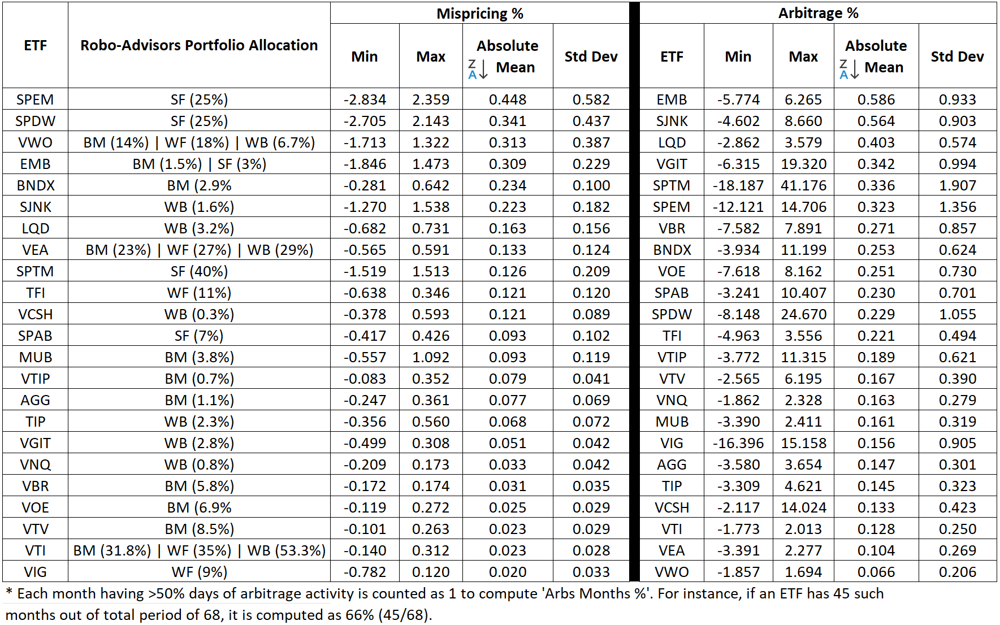 ETF Robo-Advisors Portfolio Allocation Mispricing % Arbitrage %
Min Max Absolute Mean Std Dev ETF Min Max Absolute Mean Std Dev
Z Z
A A
SPEM SF (25%) -2.834 2.359 0.448 0.582 EMB -5.774 6.265 0.586 0.933
SPDW SF (25%) -2.705 2.143 0.341 0.437 SJNK -4.602 8.660 0.564 0.903
VWO BM (14%) | WF (18%) | WB (6.7%) -1.713 1.322 0.313 0.387 LQD -2.862 3.579 0.403 0.574
EMB BM (1.5%) | SF (3%) -1.846 1.473 0.309 0.229 VGIT -6.315 19.320 0.342 0.994
BNDX BM (2.9% -0.281 0.642 0.234 0.100 SPTM -18.187 41.176 0.336 1.907
SJNK WB (1.6%) -1.270 1.538 0.223 0.182 SPEM -12.121 14.706 0.323 1.356
LQD WB (3.2%) -0.682 0.731 0.163 0.156 VBR -7.582 7.891 0.271 0.857
VEA BM (23%) | WF (27%) | WB (29%) -0.565 0.591 0.133 0.124 BNDX -3.934 11.199 0.253 0.624
SPTM SF (40%) -1.519 1.513 0.126 0.209 VOE -7.618 8.162 0.251 0.730
TFI WF (11%) -0.638 0.346 0.121 0.120 SPAB -3.241 10.407 0.230 0.701
VCSH WB (0.3%) -0.378 0.593 0.121 0.089 SPDW -8.148 24.670 0.229 1.055
SPAB SF (7%) -0.417 0.426 0.093 0.102 TFI -4.963 3.556 0.221 0.494
MUB BM (3.8%) -0.557 1.092 0.093 0.119 VTIP -3.772 11.315 0.189 0.621
VTIP BM (0.7%) -0.083 0.352 0.079 0.041 VTV -2.565 6.195 0.167 0.390
AGG BM (1.1%) -0.247 0.361 0.077 0.069 VNQ -1.862 2.328 0.163 0.279
TIP WB (2.3%) -0.356 0.560 0.068 0.072 MUB -3.390 2.411 0.161 0.319
VGIT WB (2.8%) -0.499 0.308 0.051 0.042 VIG -16.396 15.158 0.156 0.905
VNQ WB (0.8%) -0.209 0.173 0.033 0.042 AGG -3.580 3.654 0.147 0.301
VBR BM (5.8%) -0.172 0.174 0.031 0.035 TIP -3.309 4.621 0.145 0.323
VOE BM (6.9% -0.119 0.272 0.025 0.029 VCSH -2.117 14.024 0.133 0.423
VTV BM (8.5%) -0.101 0.263 0.023 0.029 VTI -1.773 2.013 0.128 0.250
VTI BM (31.8%) | WF (35%) | WB (53.3%) -0.140 0.312 0.023 0.028 VEA -3.391 2.277 0.104 0.269
VIG WF (9%) -0.782 0.120 0.020 0.033 VWO -1.857 1.694 0.066 0.206
* Each month having >50% days of arbitrage activity is counted as 1 to compute 'Arbs Months %'. For instance, if an ETF has 45 such
months out of total period of 68, it is computed as 66% (45/68).